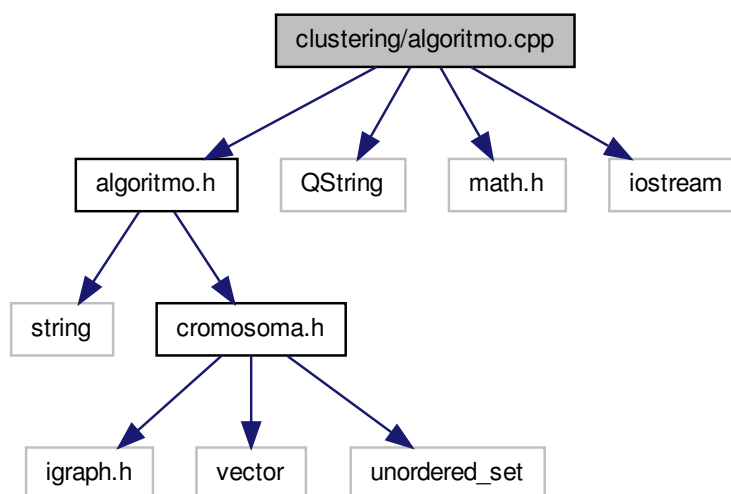 clustering/algoritmo.cpp
algoritmo.h
QString
math.h
iostream
string
cromosoma.h
igraph.h
vector
unordered_set